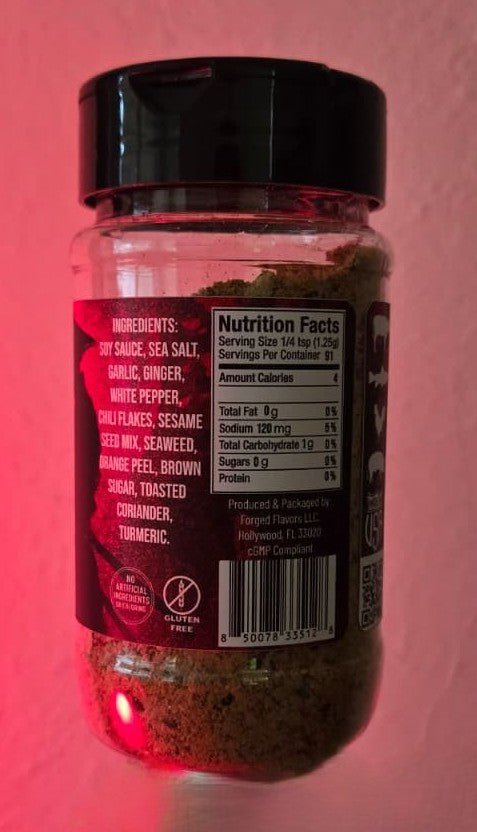 INGREDIENTS:
SOY SAUCE, SEA SALT,
GARLIC, GINGER,
WHITE PEPPER,
CHILI FLAKES, SESAME
SEED MIX, SEAWEED,
ORANGE PEEL, BROWN
SUGAR, TOASTED
CORIANDER,
TURMERIC.
NO
ARTIFICIAL
INGREDIENTS
GLUTEN
FREE
Nutrition Facts
Serving Size 1/4 tsp (1.25g)
Servings Per Container 91
Amount Calories 4
Total Fat 0g 0%
Sodium 120mg 5%
Total Carbohydrate 1g 0%
Sugars 0g 0%
Protein 0%
Produced & Packaged by
Forged Flavors LLC.
Hollywood, FL 33020
cGMP Compliant
8 50078 33512 8